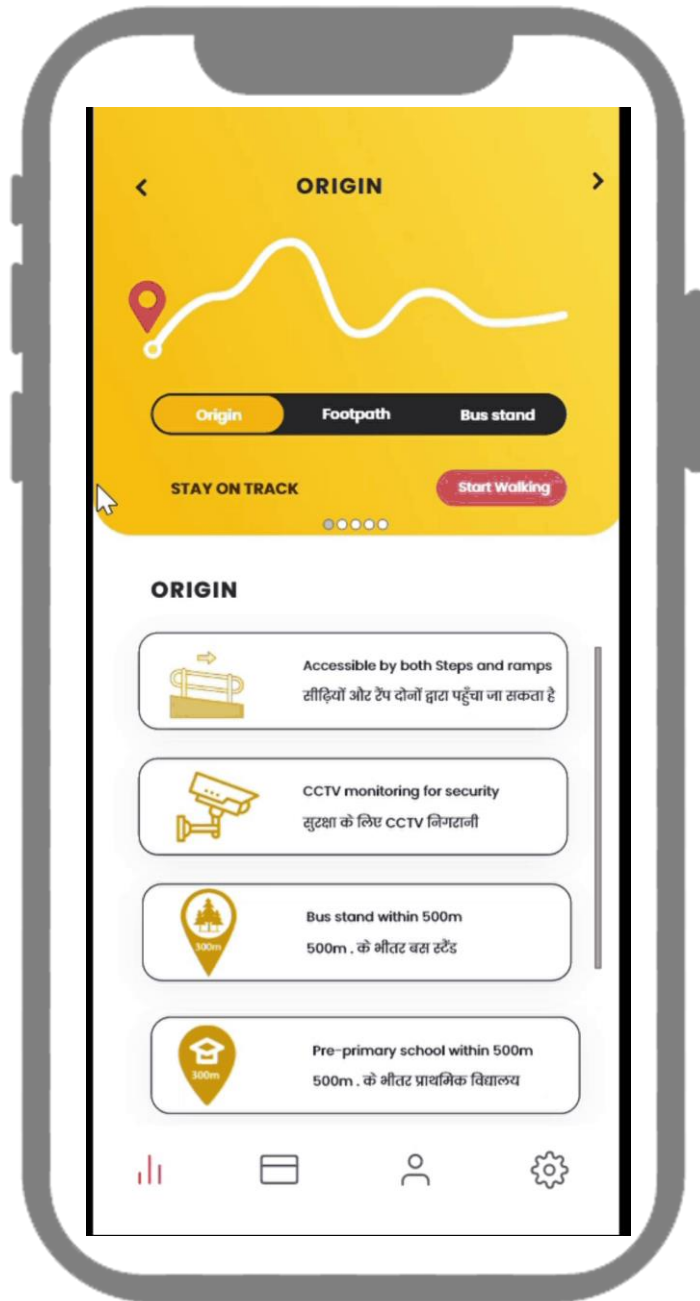 ORIGIN
Origin Footpath Bus stand
STAY ON TRACK Start Walking
ORIGIN
Accessible by both Steps and ramps
सीढ़ियों और रैंप दोनों द्वारा पहुँचा जा सकता है
CCTV monitoring for security
सुरक्षा के लिए CCTV निगरानी
Bus stand within 500m
300m
500m . के भीतर बस स्टैंड
Pre-primary school within 500m
300m
500m . के भीतर प्राथमिक विद्यालय